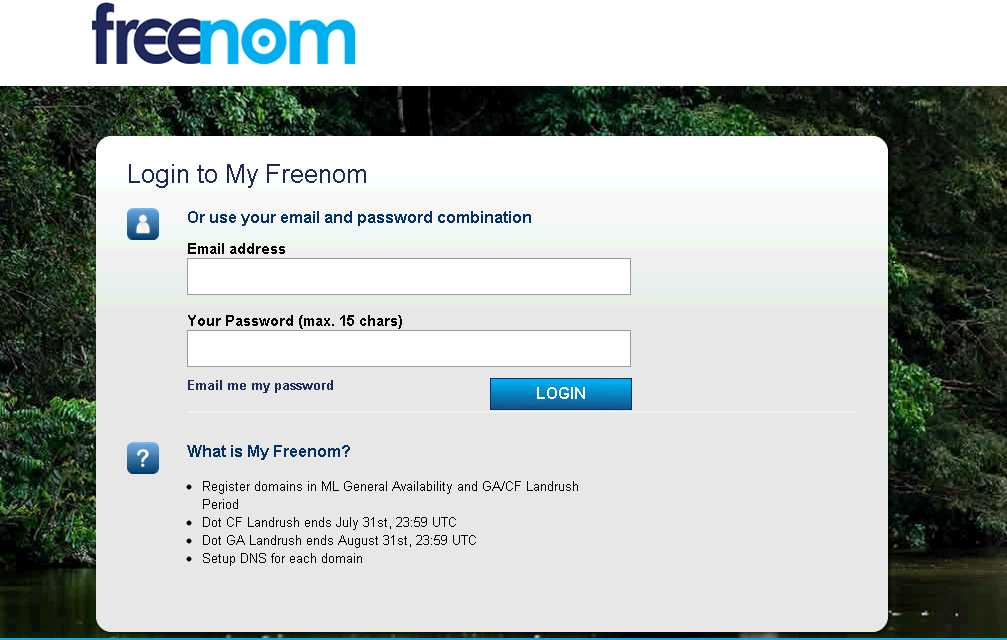 freenom
Login to My Freenom
Or use your email and password combination
Email address
Your Password (max. 15 chars)
Email me my password
LOGIN
?
What is My Freenom?
• Register domains in ML General Availability and GA/CF Landrush
Period
• Dot CF Landrush ends July 31st, 23:59 UTC
• Dot GA Landrush ends August 31st, 23:59 UTC
• Setup DNS for each domain